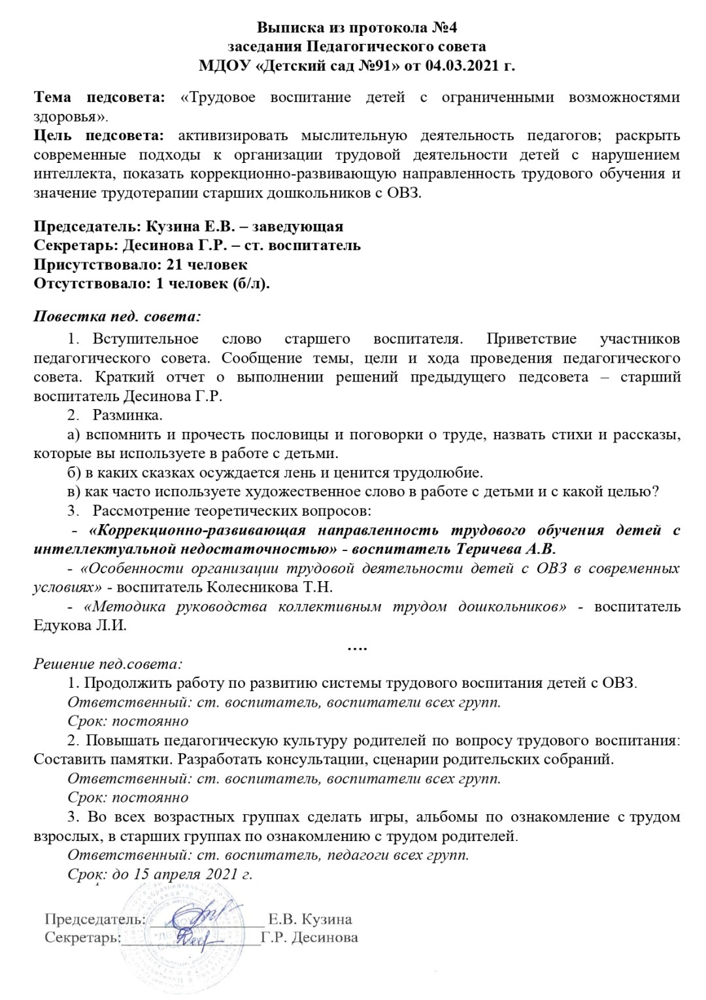 Выписка из протокола №4
заседания Педагогического совета
МДОУ «Детский сад №91» от 04.03.2021 г.
Тема педсовета: «Трудовое воспитание детей с ограниченными возможностями
здоровья».
Цель педсовета: активизировать мыслительную деятельность педагогов; раскрыть
современные подходы к организации трудовой деятельности детей с нарушением
интеллекта, показать коррекционно-развивающую направленность трудового обучения и
значение трудотерапии старших дошкольников с ОВЗ.
Председатель: Кузина Е.В. – заведующая
Секретарь: Десинова Г.Р. – ст. воспитатель
Присутствовало: 21 человек
Отсутствовало: 1 человек (б/л).
Повестка пед. совета:
1. Вступительное слово старшего воспитателя. Приветствие участников
педагогического совета. Сообщение темы, цели и хода проведения педагогического
совета. Краткий отчет о выполнении решений предыдущего педсовета – старший
воспитатель Десинова Г.Р.
2. Разминка.
а) вспомнить и прочесть пословицы и поговорки о труде, назвать стихи и рассказы,
которые вы используете в работе с детьми.
б) в каких сказках осуждается лень и ценится трудолюбие.
в) как часто используете художественное слово в работе с детьми и с какой целью?
3. Рассмотрение теоретических вопросов:
- «Коррекционно-развивающая направленность трудового обучения детей с
интеллектуальной недостаточностью» - воспитатель Теричева А.В.
- «Особенности организации трудовой деятельности детей с ОВЗ в современных
условиях» - воспитатель Колесникова Т.Н.
- «Методика руководства коллективным трудом дошкольников» - воспитатель
Едукова Л.И.
….
Решение пед.совета:
1. Продолжить работу по развитию системы трудового воспитания детей с ОВЗ.
Ответственный: ст. воспитатель, воспитатели всех групп.
Срок: постоянно
2. Повышать педагогическую культуру родителей по вопросу трудового воспитания:
Составить памятки. Разработать консультации, сценарии родительских собраний.
Ответственный: ст. воспитатель, воспитатели всех групп.
Срок: постоянно
3. Во всех возрастных группах сделать игры, альбомы по ознакомление с трудом
взрослых, в старших группах по ознакомлению с трудом родителей.
Ответственный: ст. воспитатель, педагоги всех групп.
Срок: до 15 апреля 2021 г.
Председатель: ______________ Е.В. Кузина
Секретарь:_________________Г.Р. Десинова